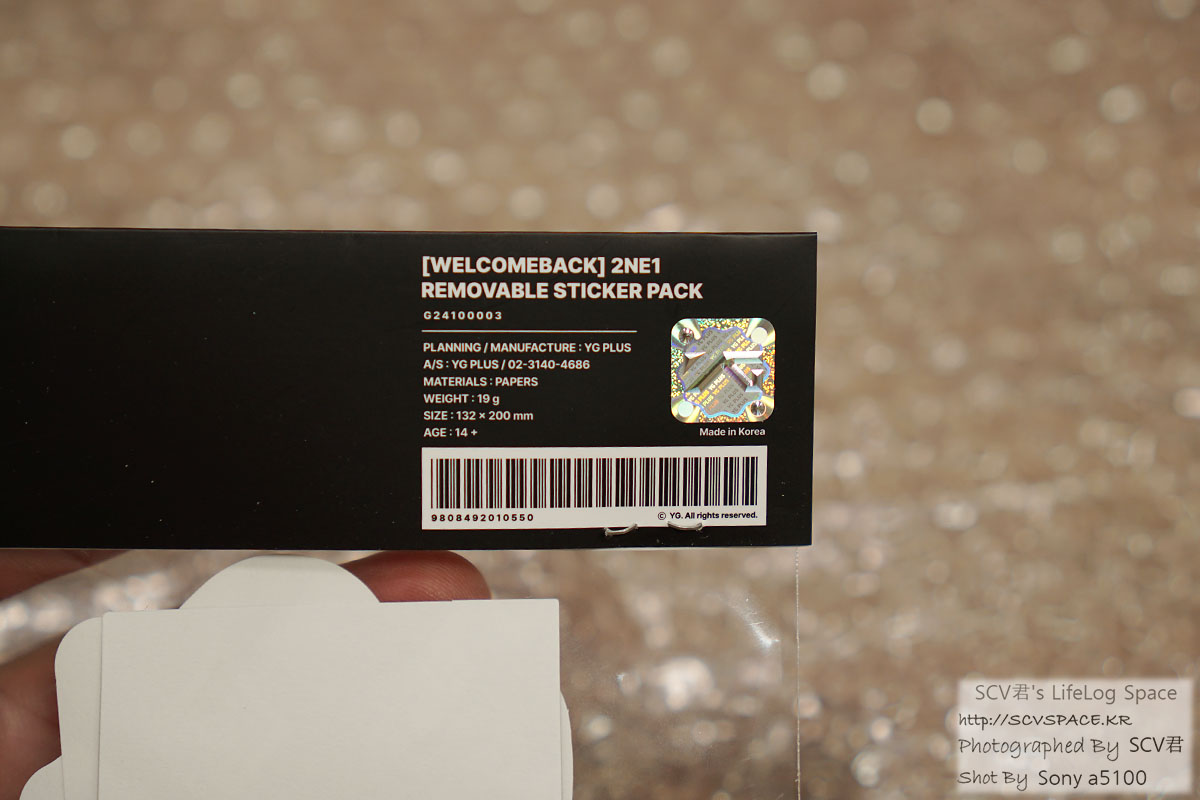 [WELCOMEBACK] 2NE1
REMOVABLE STICKER PACK
G24100003
PLANNING / MANUFACTURE : YG PLUS
A/S : YG PLUS / 02-3140-4686
MATERIALS : PAPERS
WEIGHT : 19 g
SIZE : 132 × 200 mm
AGE : 14 +
YG PLUS
Made in Korea
9808492010550
© YG. All rights reserved.
SCV君's LifeLog Space
http://SCVSPACE.KR
Photographed By SCV君
Shot By Sony a5100